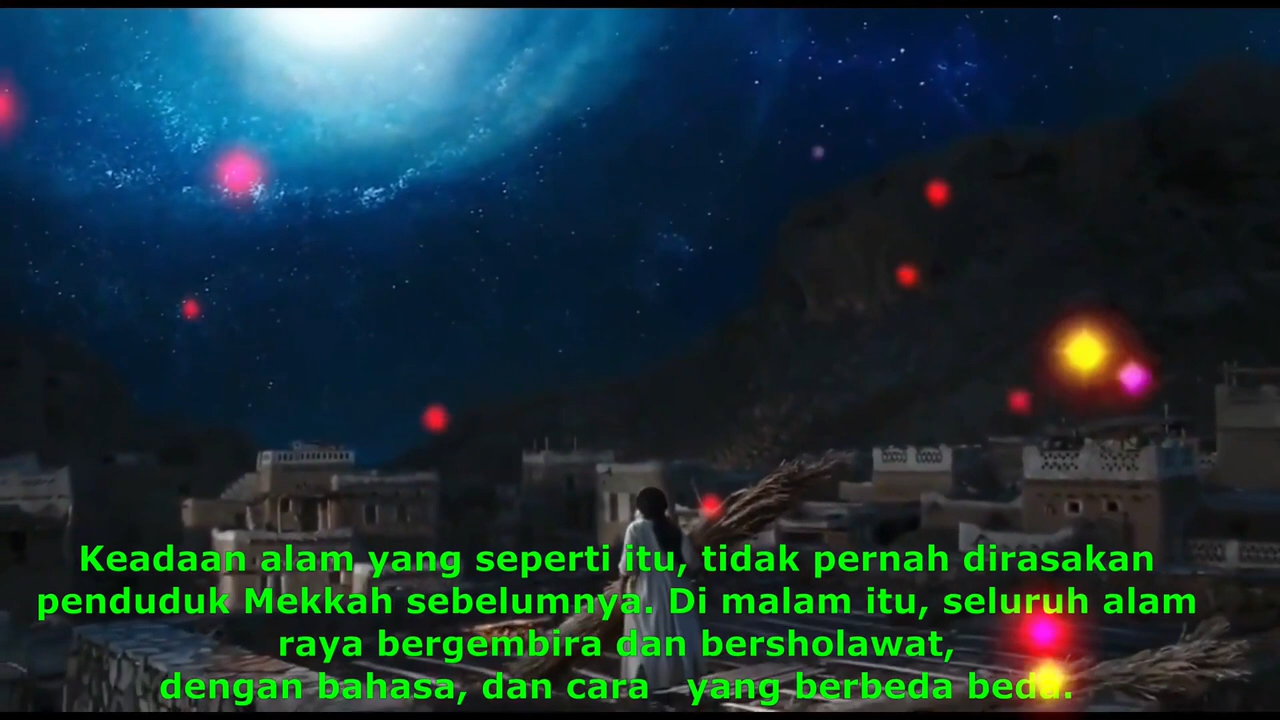 Keadaan alam yang seperti itu, tidak pernah dirasakan
penduduk Mekkah sebelumnya. Di malam itu, seluruh alam
raya bergembira dan bersholawat,
dengan bahasa, dan cara yang berbeda beda.